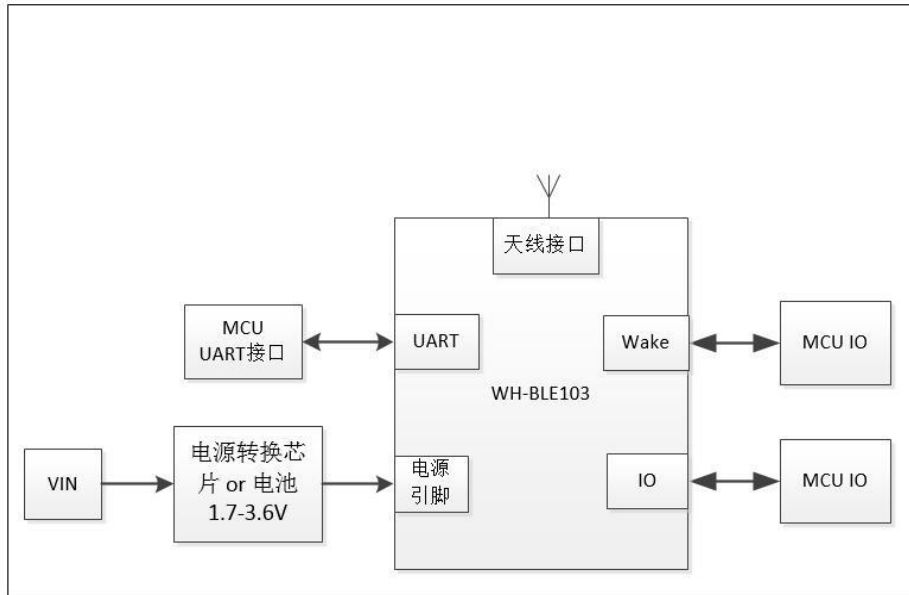 天线接口
MCU
UART接口
UART
Wake
MCU IO
WH-BLE103
VIN
电源转换芯
片 or 电池
1.7-3.6V
电源
引脚
IO
MCU IO